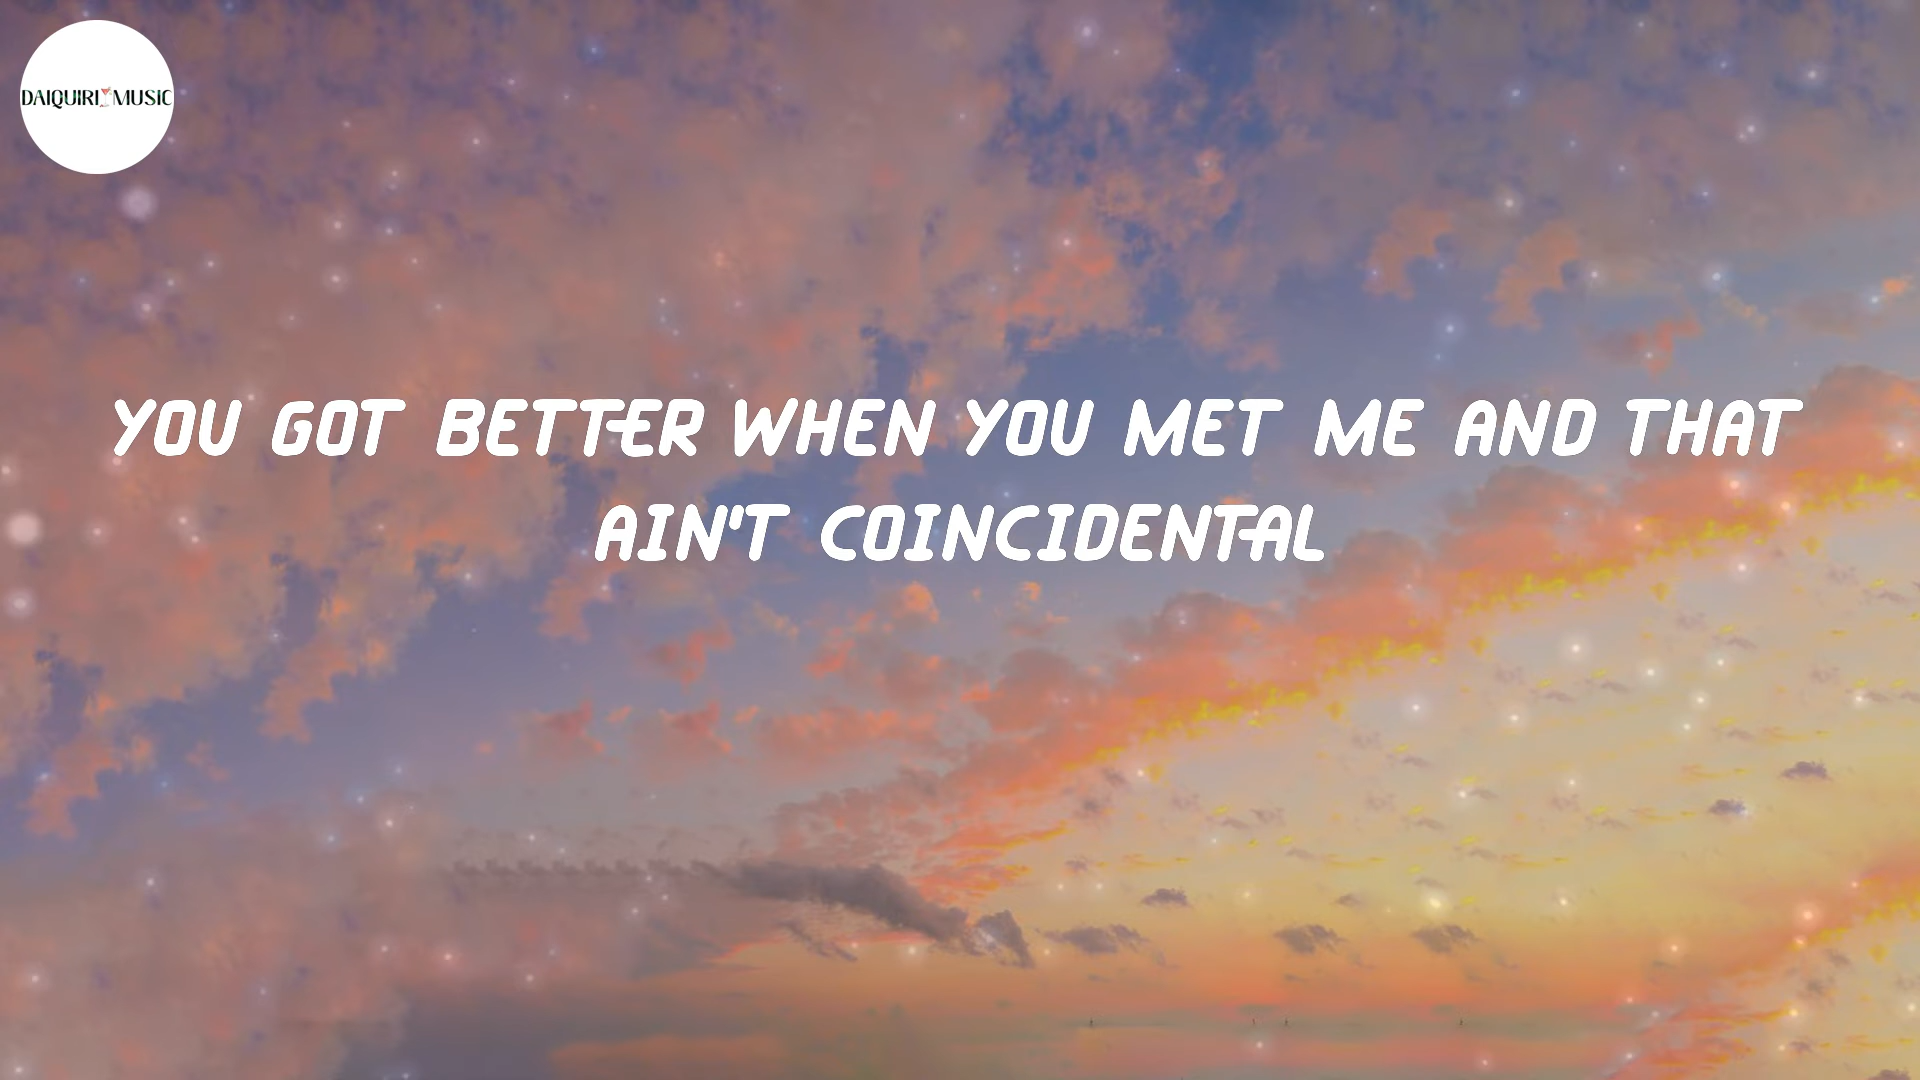 DAIQUIRI MUSIC
YOU GOT BETTER WHEN YOU MET ME AND THAT
AIN'T COINCIDENTAL